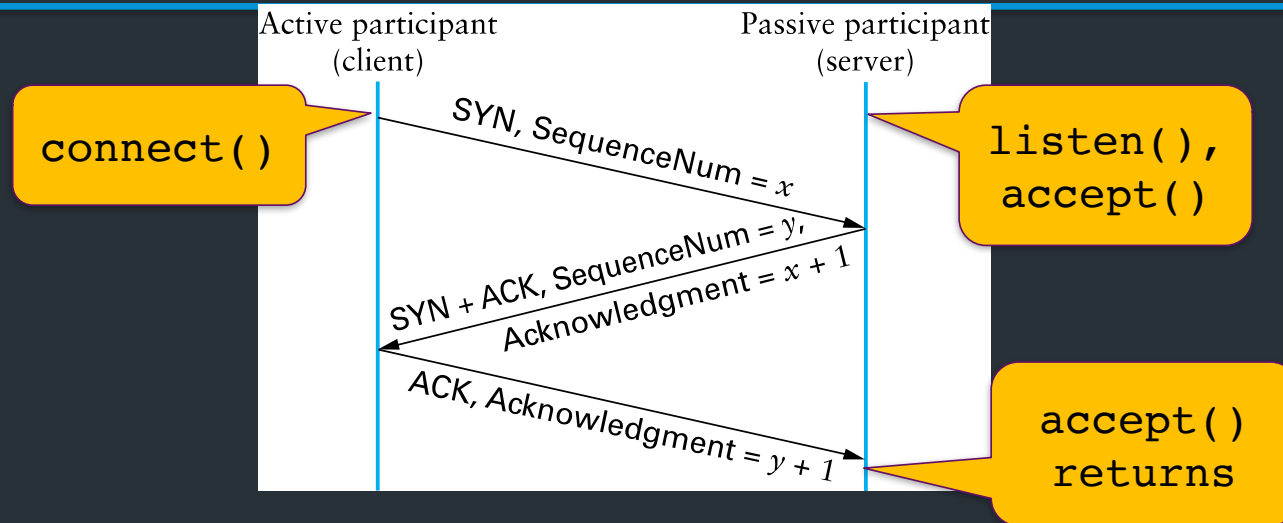 Active participant
(client)
Passive participant
(server)
connect()
listen(),
accept()
SYN, SequenceNum = x
SYN + ACK, SequenceNum = y,
Acknowledgment = x + 1
ACK, Acknowledgment = y + 1
accept()
returns